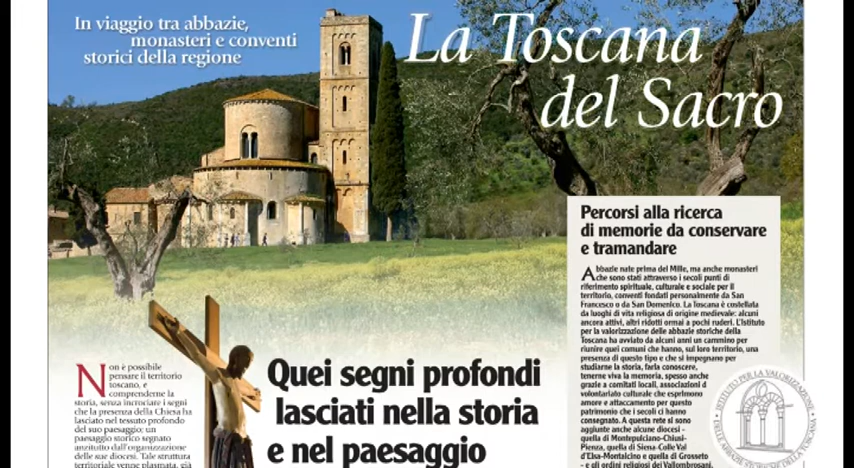 In viaggio tra abbazie,
monasteri e conventi
storici della regione
La Toscana
del Sacro
Percorsi alla ricerca
di memorie da conservare
e tramandare
Abbazie nate prima del Mille, ma anche monasteri
che sono stati attraverso i secoli punti di
riferimento spirituale, culturale e sociale per il
territorio, conventi fondati personalmente da San
Francesco o da San Domenico. La Toscana è costellata
da luoghi di vita religiosa di origine medievale: alcuni
ancora attivi, altri ridotti ormai a pochi ruderi. L'Istituto
per la valorizzazione delle abbazie storiche della
Toscana ha avviato da alcuni anni un cammino per
riunire quei comuni che hanno, sul loro territorio, una
presenza di questo tipo e che si impegnano per
studiarne la storia, farla conoscere,
tenerne viva la memoria, spesso anche
grazie a comitati locali, associazioni di
volontariato culturale che esprimono
amore e attaccamento per questo
patrimonio che i secoli ci hanno
consegnato. A questa rete si sono
aggiunte anche alcune diocesi -
quella di Montepulciano-Chiusi-
Pienza, quella di Siena-Colle Val
d'Elsa-Montalcino e quella di Grosseto
- e gli ordini religiosi dei Vallombrosani,
ISTITUTO PER LA VALORIZZAZIONE
DELLE ABBAZIE STORICHE DELLA TOSCANA
Quei segni profondi
lasciati nella storia
e nel paesaggio
Non è possibile
pensare il territorio
toscano, e
comprenderne la
storia, senza incrociare i segni
che la presenza della Chiesa ha
lasciato nel tessuto profondo
del suo paesaggio; un
paesaggio storico segnato
anzitutto dall'organizzazione
delle sue diocesi. Tale struttura
territoriale venne plasmata, già